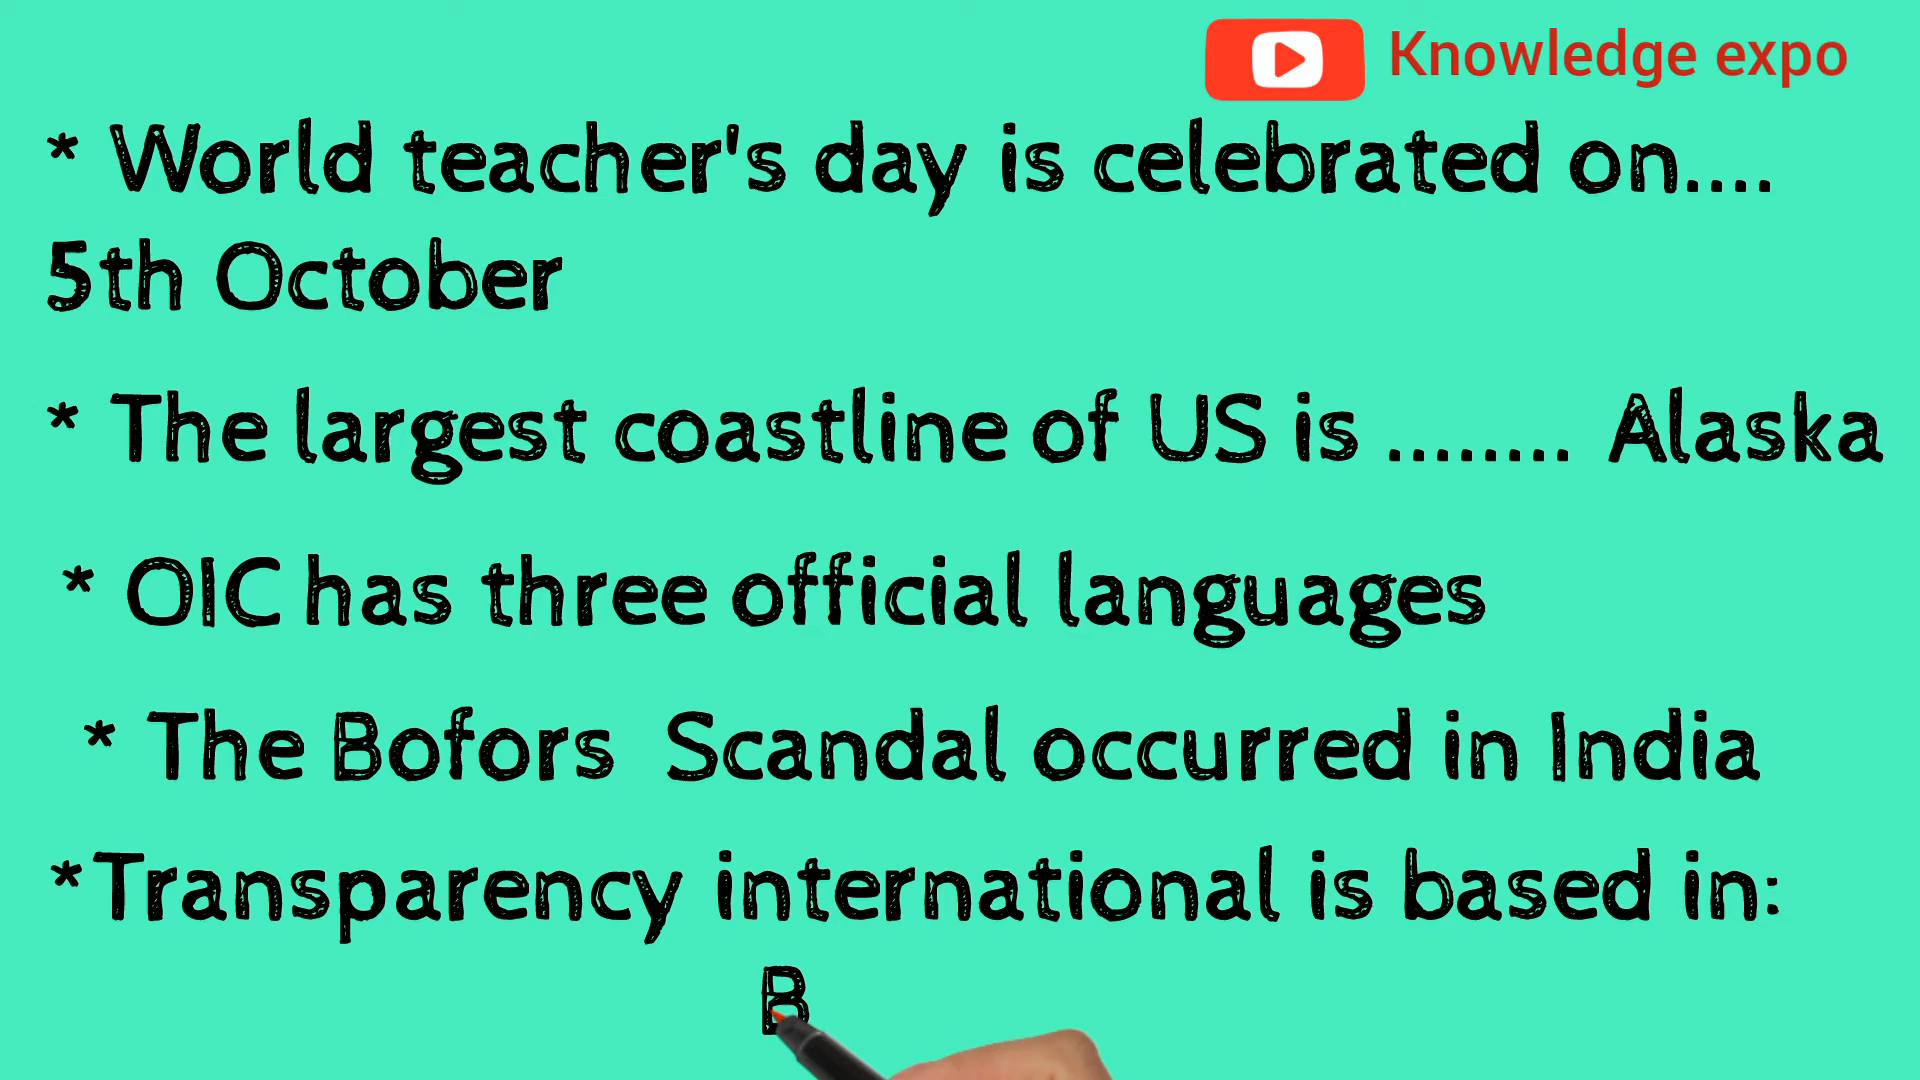 Knowledge expo
* World teacher's day is celebrated on....
5th October
* The largest coastline of US is ........ Alaska
* OIC has three official languages
* The Bofors Scandal occurred in India
*Transparency international is based in:
B